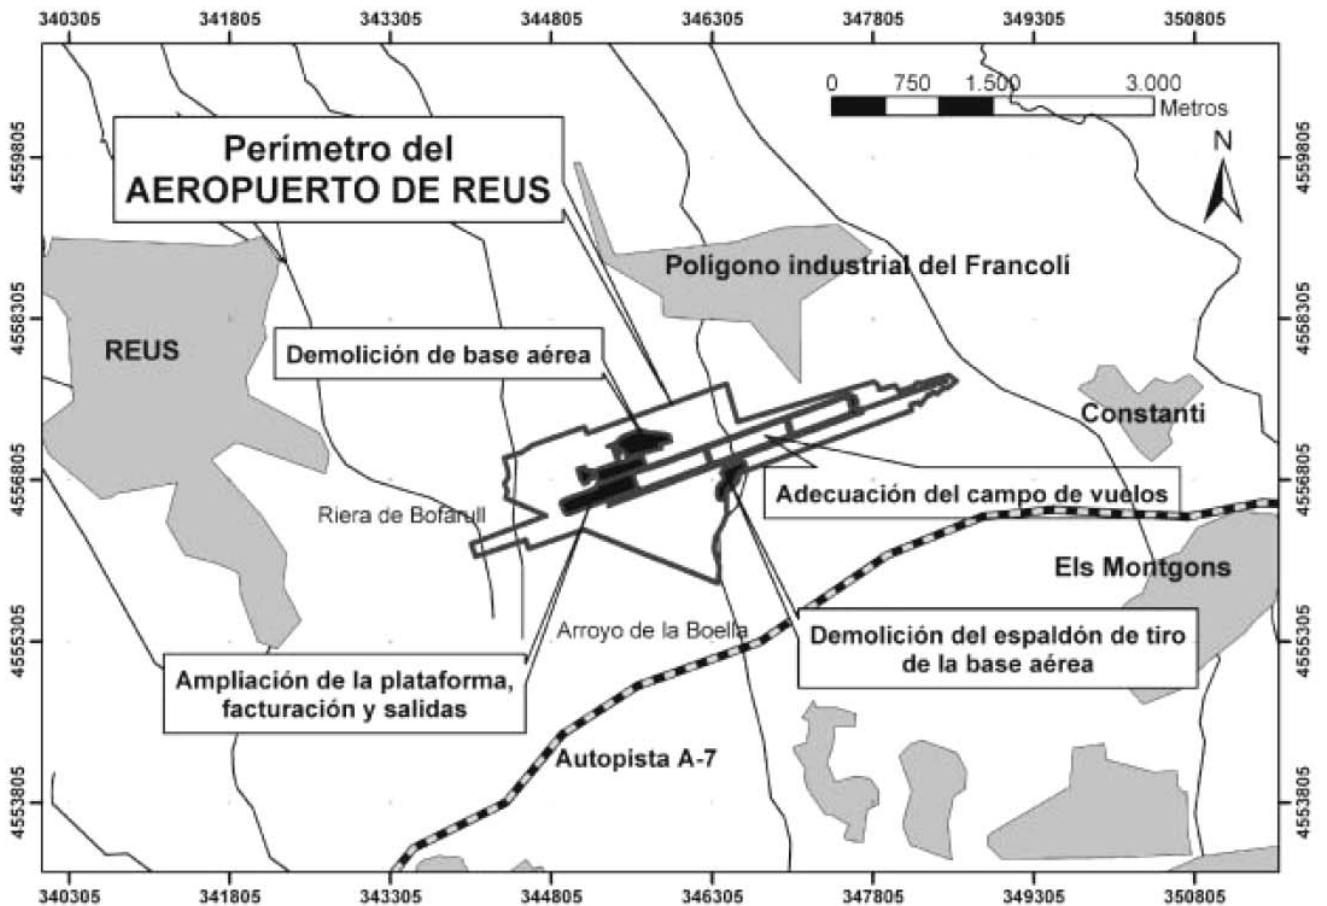 340305 341805 343305 344805 346305 347805 349305 350805
0 750 1.500 3.000
Metros
N
4559805
4559805
Perímetro del
AEROPUERTO DE REUS
Polígono industrial del Francolí
4558305
4558305
REUS
Demolición de base aérea
Constanti
4556805
4556805
Adecuación del campo de vuelos
Riera de Bofarull
Els Montgons
Arroyo de la Boella
4555305
4555305
Demolición del espaldón de tiro
de la base aérea
Ampliación de la plataforma,
facturación y salidas
Autopista A-7
4553805
4553805
340305 341805 343305 344805 346305 347805 349305 350805